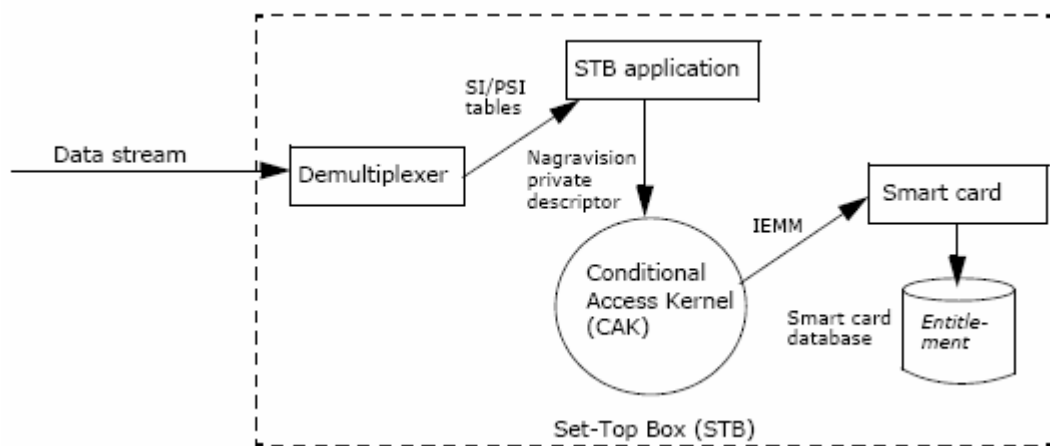 STB application
SI/PSI
tables
Data stream
Demultiplexer
Nagravision
private
descriptor
Smart card
IEMM
Conditional
Access Kernel
(CAK)
Smart card
database
Entitle-
ment
Set-Top Box (STB)